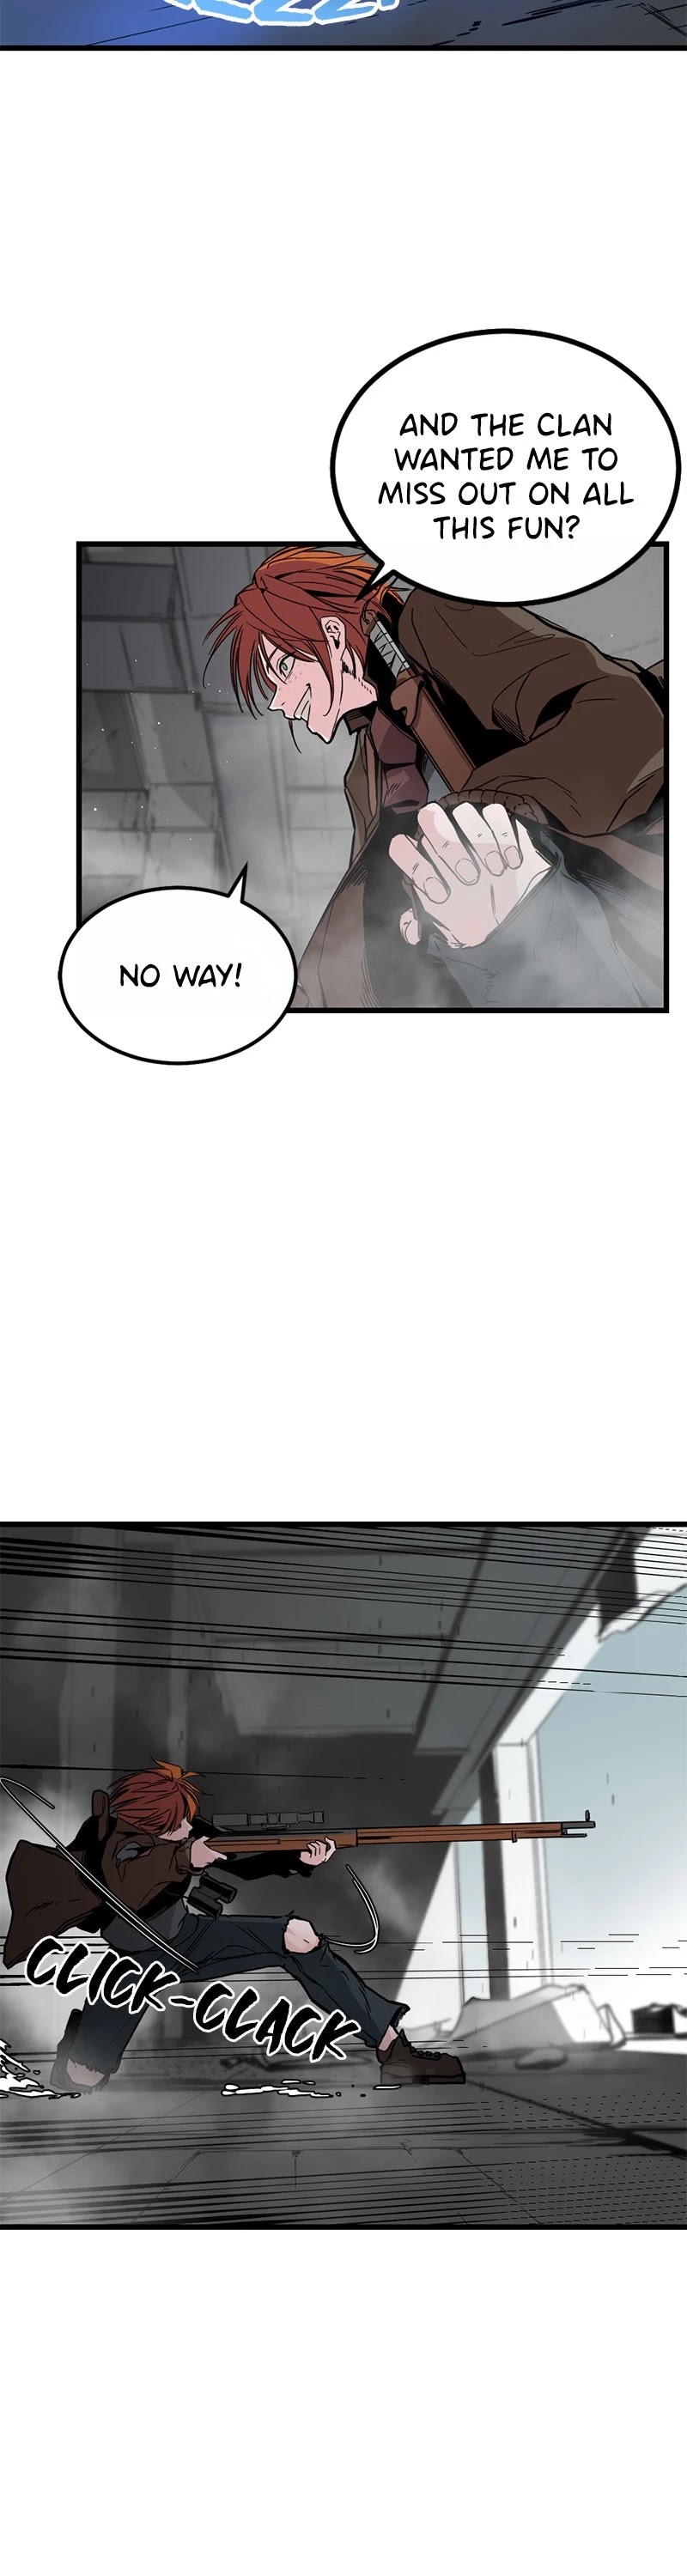 AND THE CLAN
WANTED ME TO
MISS OUT ON ALL
THIS FUN?
NO WAY!
CLICK-CLACK